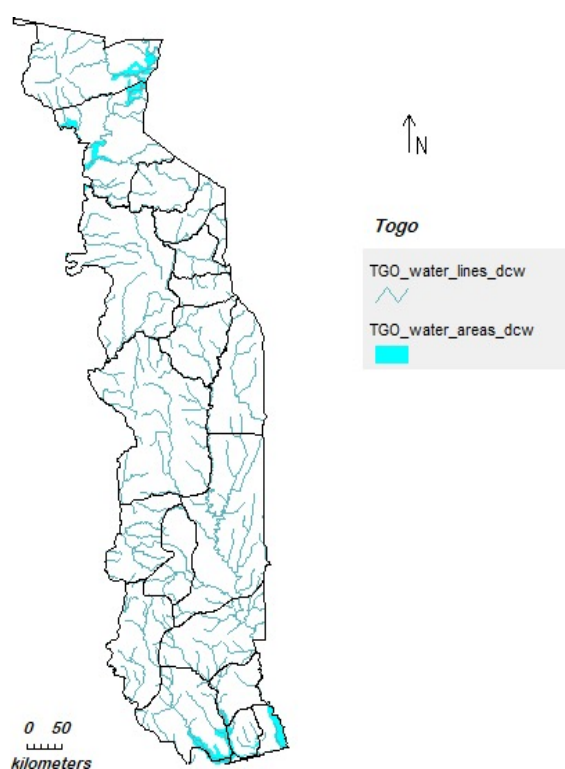 N
Togo
TGO_water_lines_dcw
TGO_water_areas_dcw
0 50
kilometers